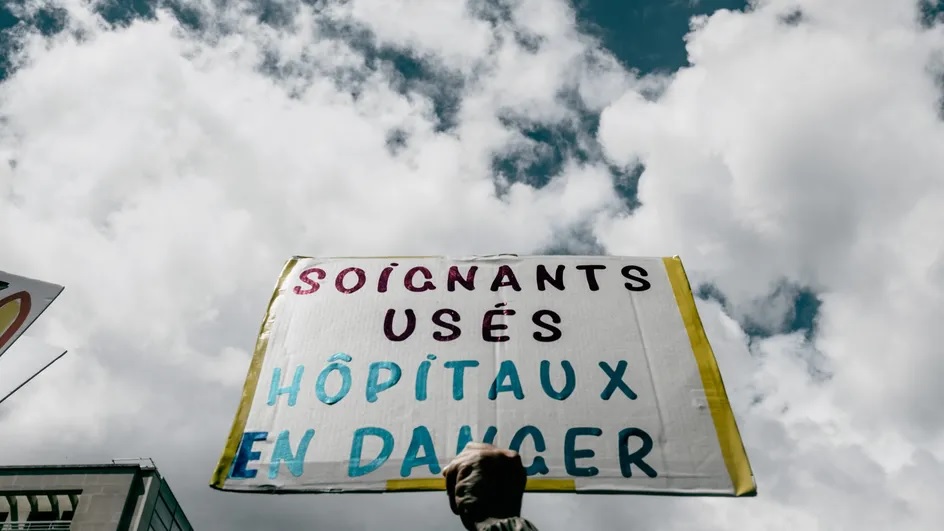 SOiGNANTS
USÉS
HÔPiTAUX
EN DANGER